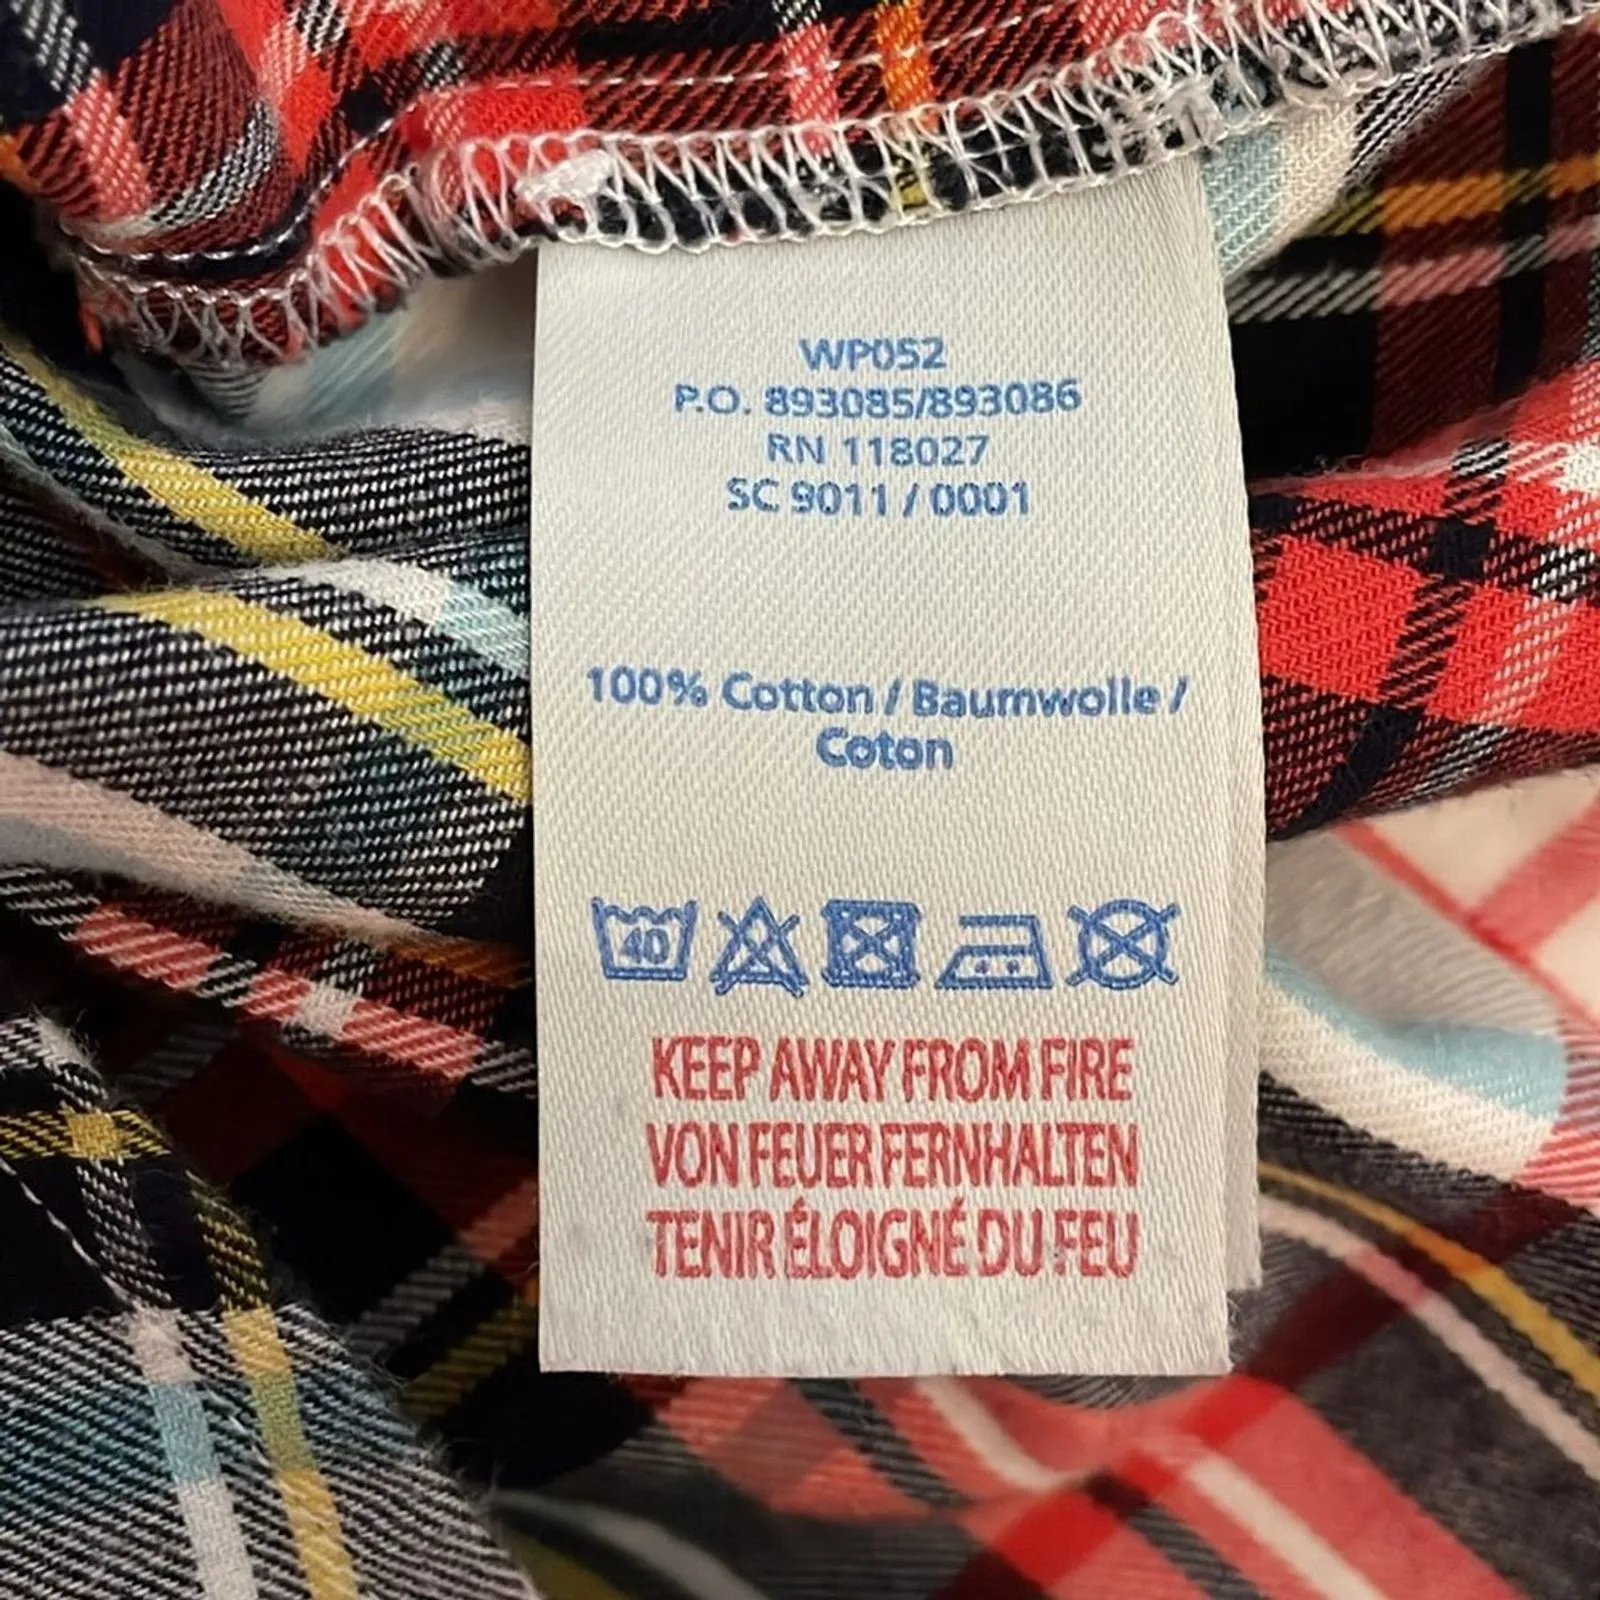 WP052
P.O. 893085/893086
RN 118027
SC 9011 / 0001
100% Cotton / Baumwolle /
Coton
40
KEEP AWAY FROM FIRE
VON FEUER FERNHALTEN
TENIR ÉLOIGNÉ DU FEU